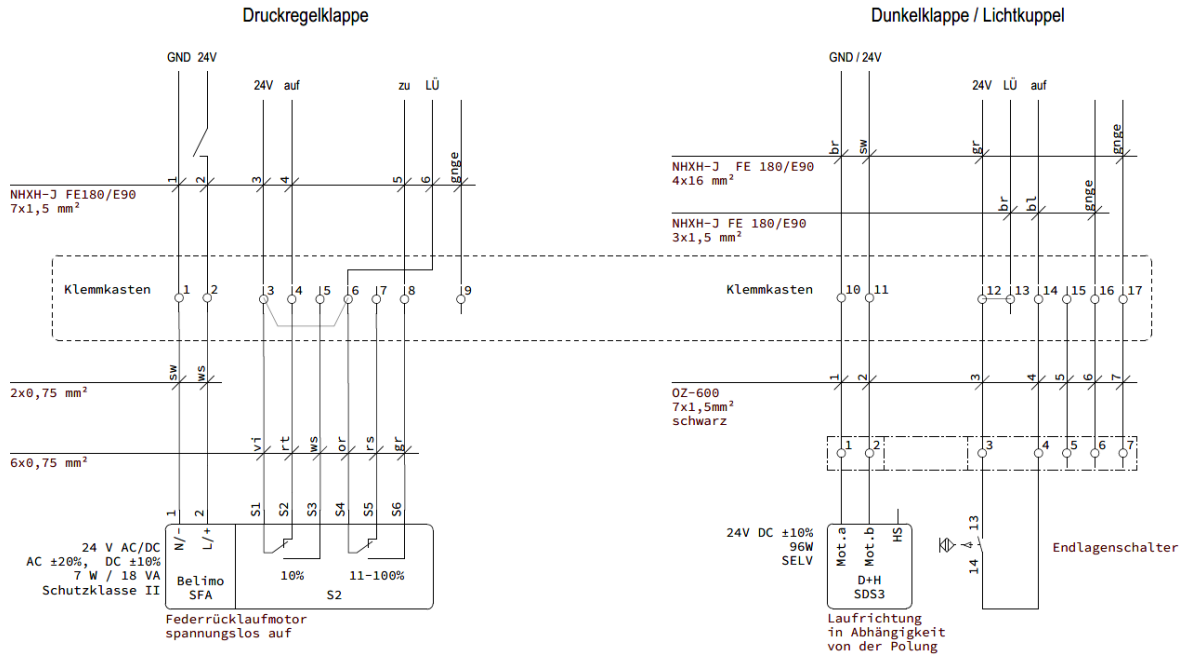 Druckregelklappe
Dunkelklappe / Lichtkuppel
GND 24V
24V auf
zu LÜ
GND / 24V
24V LÜ auf
1 2 3 4 5 6 gnge
NHXH-J FE180/E90
7x1,5 mm²
br sw gr gnge
NHXH-J FE 180/E90
4x16 mm²
br bl gnge
NHXH-J FE 180/E90
3x1,5 mm²
Klemmkasten
1 2 3 4 5 6 7 8 9
Klemmkasten
10 11 12 13 14 15 16 17
sw ws
2x0,75 mm²
1 2 3 4 5 6 7
OZ-600
7x1,5mm²
schwarz
vi rt ws or rs gr
6x0,75 mm²
1 2 3 4 5 6 7
1 2 S1 S2 S3 S4 S5 S6
N/- L/+
24 V AC/DC
AC ±20%, DC ±10%
7 W / 18 VA
Schutzklasse II
Belimo
SFA
10%
11-100%
S2
Federrücklaufmotor
spannungslos auf
24V DC ±10%
96W
SELV
Mot.a Mot.b HS
D+H
SDS3
13
14
Endlagenschalter
Laufrichtung
in Abhängigkeit
von der Polung